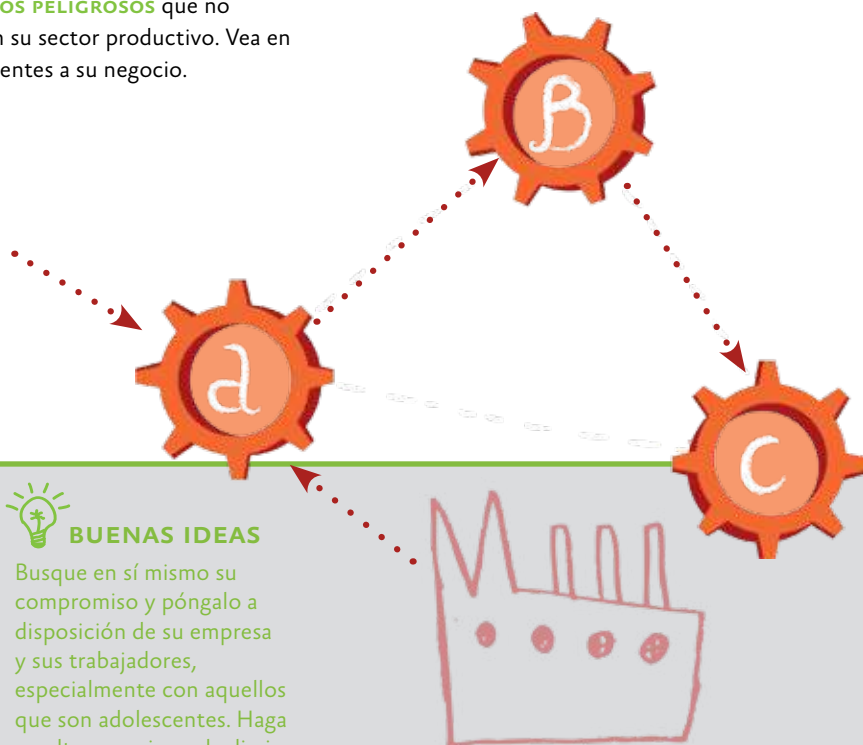 OS PELIGROSOS que no
su sector productivo. Vea en
entes a su negocio.
B
a
c
BUENAS IDEAS
Busque en sí mismo su
compromiso y póngalo a
disposición de su empresa
y sus trabajadores,
especialmente con aquellos
que son adolescentes. Haga